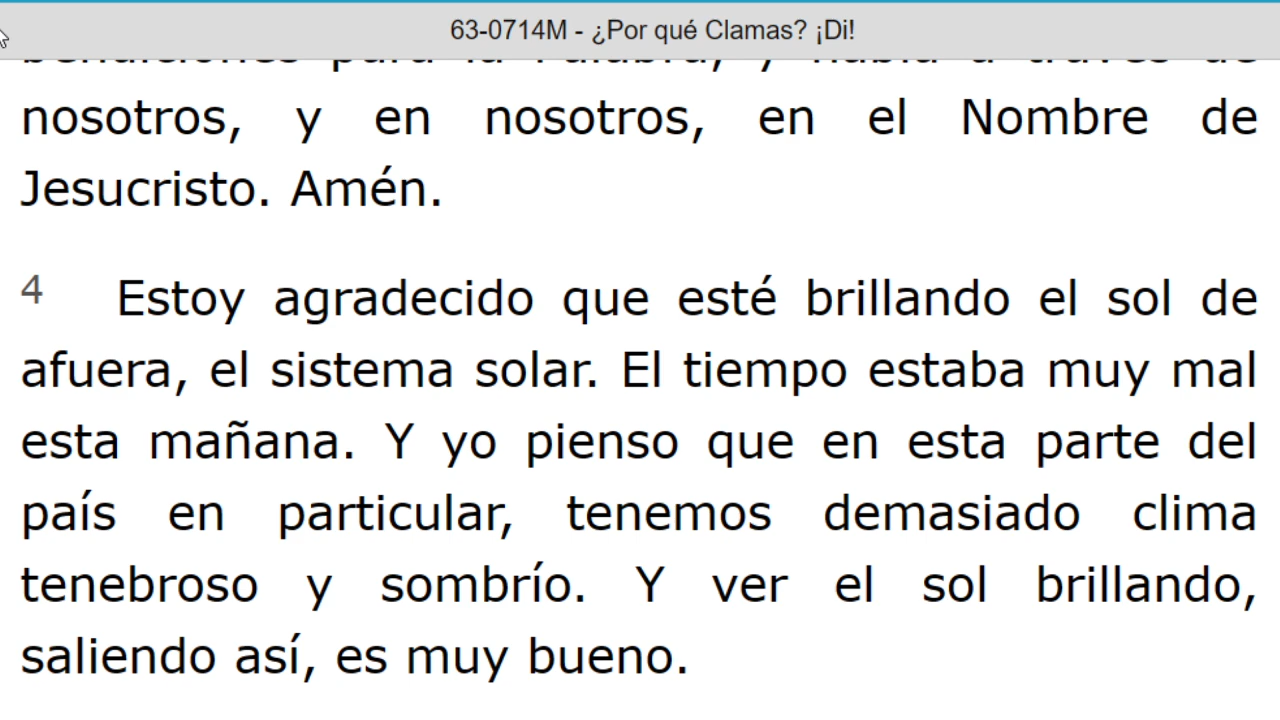 63-0714M - ¿Por qué Clamas? ¡Di!
nosotros, y en nosotros, en el Nombre de
Jesucristo. Amén.
4 Estoy agradecido que esté brillando el sol de
afuera, el sistema solar. El tiempo estaba muy mal
esta mañana. Y yo pienso que en esta parte del
país en particular, tenemos demasiado clima
tenebroso y sombrío. Y ver el sol brillando,
saliendo así, es muy bueno.